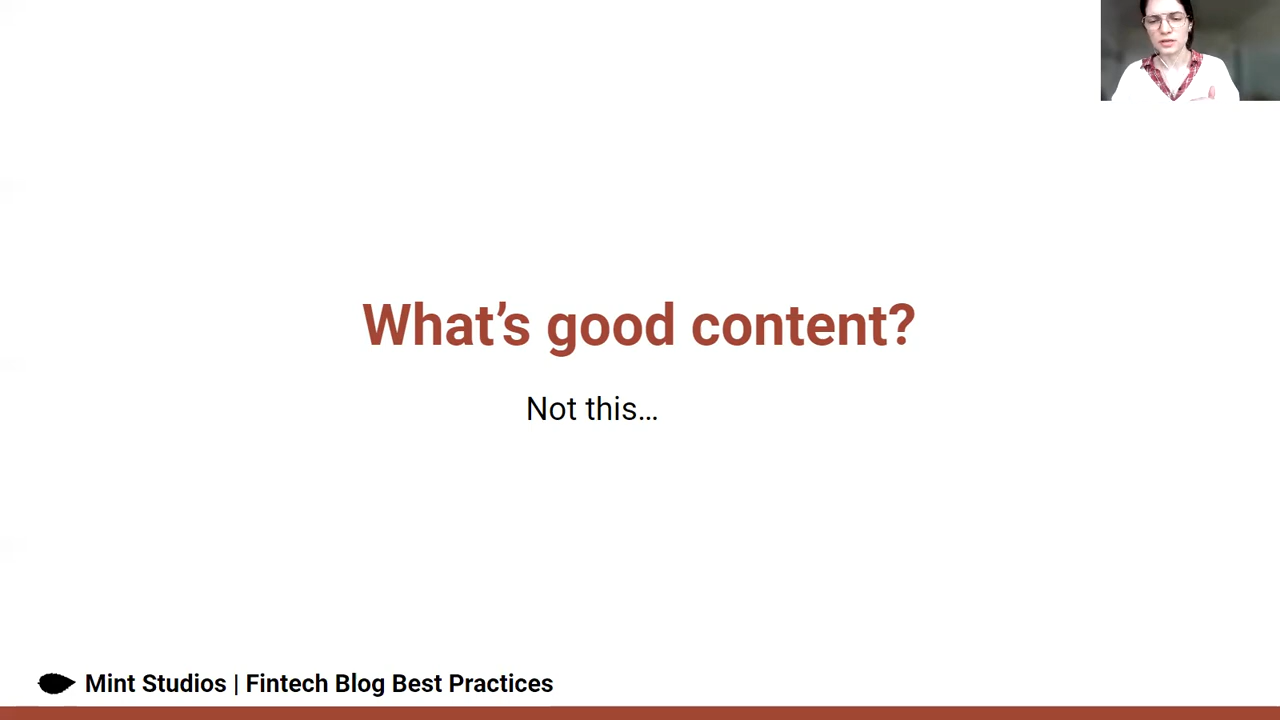 What’s good content?
Not this…
Mint Studios | Fintech Blog Best Practices